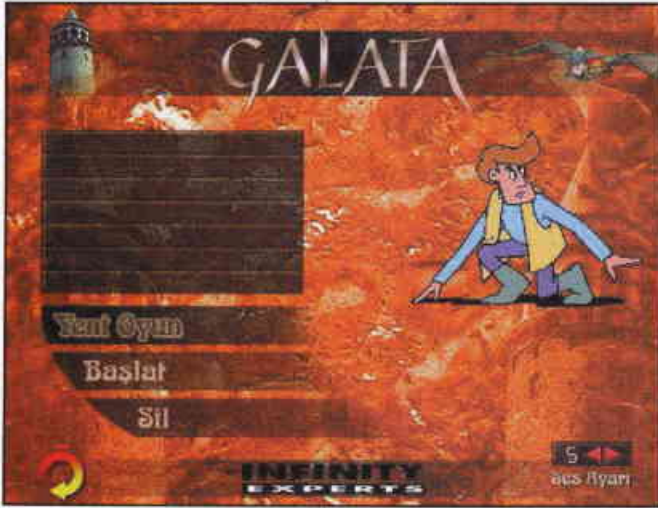 GALATA
Yeni Oyun
Başlat
Sil
5
Ses Ayarı
INFINITY
EXPERTS